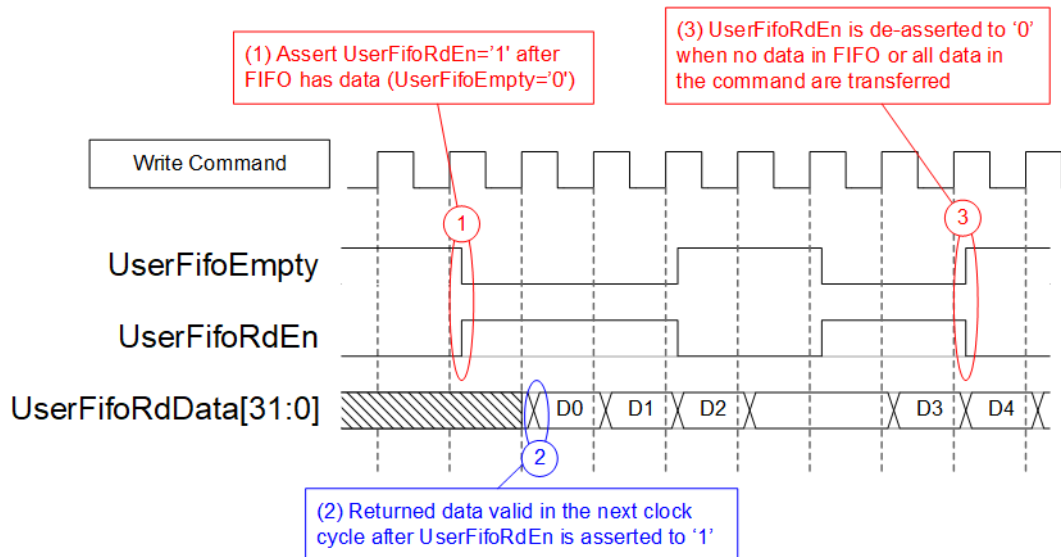 (1) Assert UserFifoRdEn='1' after
FIFO has data (UserFifoEmpty='0')
(3) UserFifoRdEn is de-asserted to ‘0’
when no data in FIFO or all data in
the command are transferred
Write Command
1
3
UserFifoEmpty
UserFifoRdEn
UserFifoRdData[31:0]
D0
D1
D2
D3
D4
2
(2) Returned data valid in the next clock
cycle after UserFifoRdEn is asserted to ‘1’